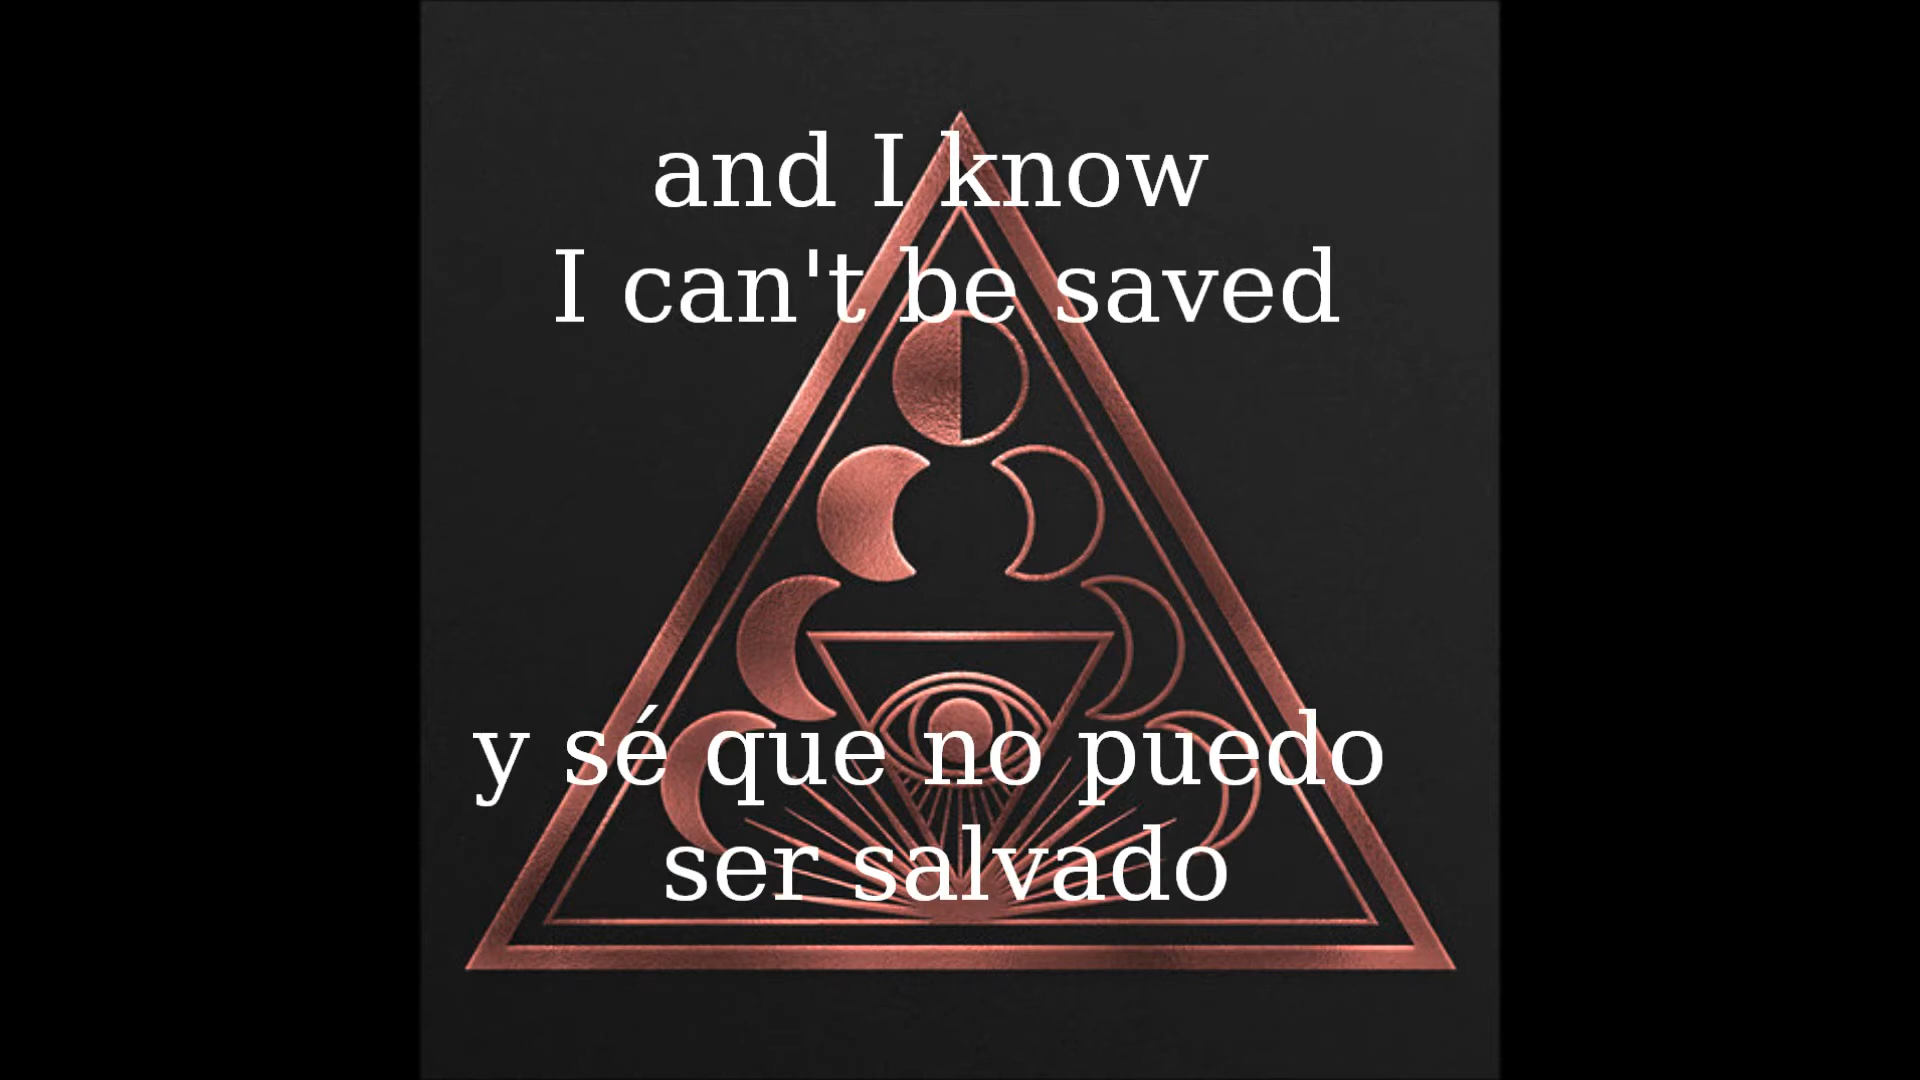 and I know
I can't be saved
y sé que no puedo
ser salvado